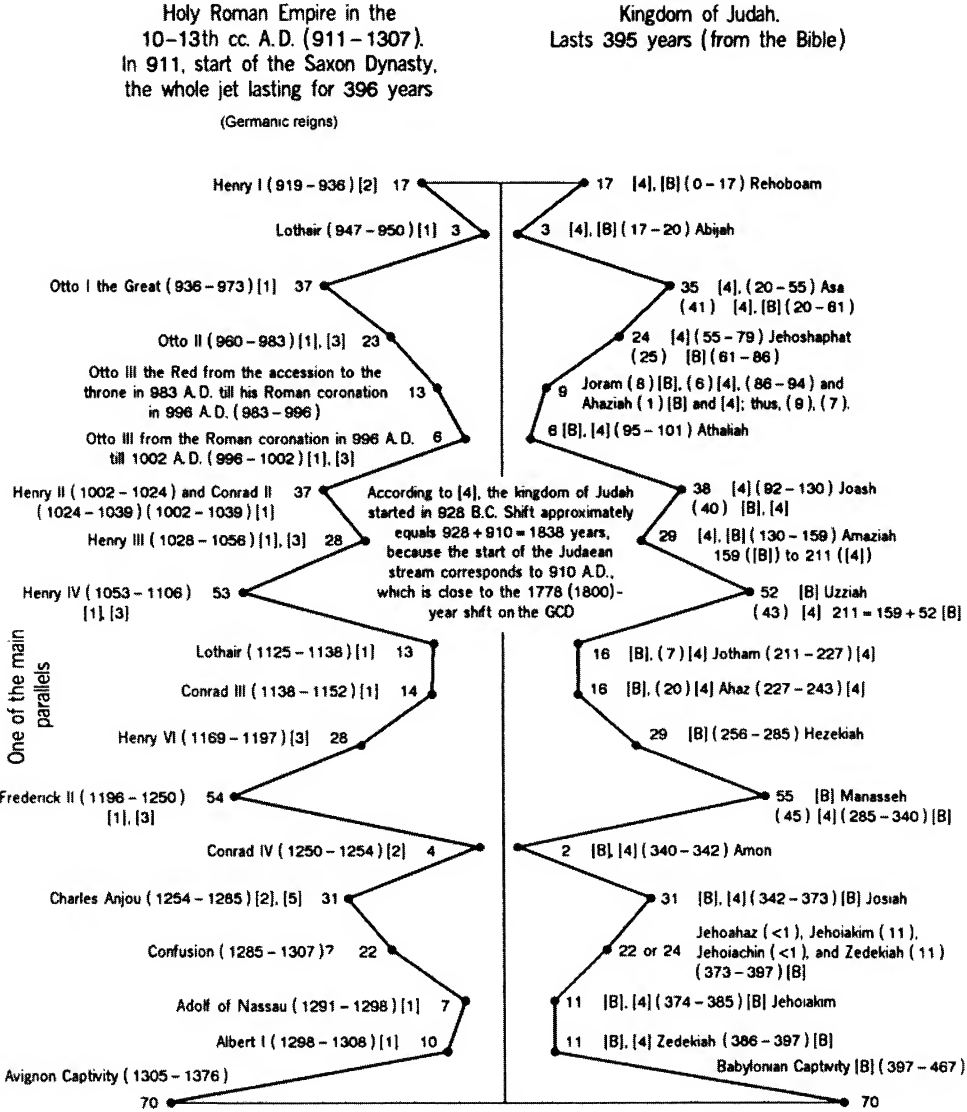 Holy Roman Empire in the
10–13th cc. A.D. (911–1307).
In 911, start of the Saxon Dynasty,
the whole jet lasting for 396 years
(Germanic reigns)
Kingdom of Judah.
Lasts 395 years (from the Bible)
Henry I (919–936) [2] 17
17 [4], [B] (0–17) Rehoboam
Lothair (947–950) [1] 3
3 [4], [B] (17–20) Abijah
Otto I the Great (936–973) [1] 37
35 [4], (20–55) Asa
(41) [4], [B] (20–61)
Otto II (960–983) [1], [3] 23
24 [4] (55–79) Jehoshaphat
(25) [B] (61–86)
Otto III the Red from the accession to the
throne in 983 A.D. till his Roman coronation
in 996 A.D. (983–996)
13
9 Joram (8) [B], (6) [4], (86–94) and
Ahaziah (1) [B] and [4]; thus, (9), (7).
Otto III from the Roman coronation in 996 A.D.
till 1002 A.D. (996–1002) [1], [3]
6
6 [B], [4] (95–101) Athaliah
Henry II (1002–1024) and Conrad II 37
(1024–1039) (1002–1039) [1]
38 [4] (92–130) Joash
(40) [B], [4]
Henry III (1028–1056) [1], [3] 28
29 [4], [B] (130–159) Amaziah
159 ([B]) to 211 ([4])
According to [4], the kingdom of Judah
started in 928 B.C. Shift approximately
equals 928 + 910 = 1838 years,
because the start of the Judaean
stream corresponds to 910 A.D.,
which is close to the 1778 (1800)-
year shift on the GCD
Henry IV (1053–1106) 53
[1], [3]
52 [B] Uzziah
(43) [4] 211 = 159 + 52 [B]
One of the main
parallels
Lothair (1125–1138) [1] 13
16 [B], (7) [4] Jotham (211–227) [4]
Conrad III (1138–1152) [1] 14
16 [B], (20) [4] Ahaz (227–243) [4]
Henry VI (1169–1197) [3] 28
29 [B] (256–285) Hezekiah
Frederick II (1196–1250) 54
[1], [3]
55 [B] Manasseh
(45) [4] (285–340) [B]
Conrad IV (1250–1254) [2] 4
2 [B], [4] (340–342) Amon
Charles Anjou (1254–1285) [2], [5] 31
31 [B], [4] (342–373) [B] Josiah
Confusion (1285–1307)? 22
22 or 24
Jehoahaz (<1), Jehoiakim (11),
Jehoiachin (<1), and Zedekiah (11)
(373–397) [B]
Adolf of Nassau (1291–1298) [1] 7
11 [B], [4] (374–385) [B] Jehoiakim
Albert I (1298–1308) [1] 10
11 [B], [4] Zedekiah (386–397) [B]
Avignon Captivity (1305–1376)
70
Babylonian Captivity [B] (397–467)
70